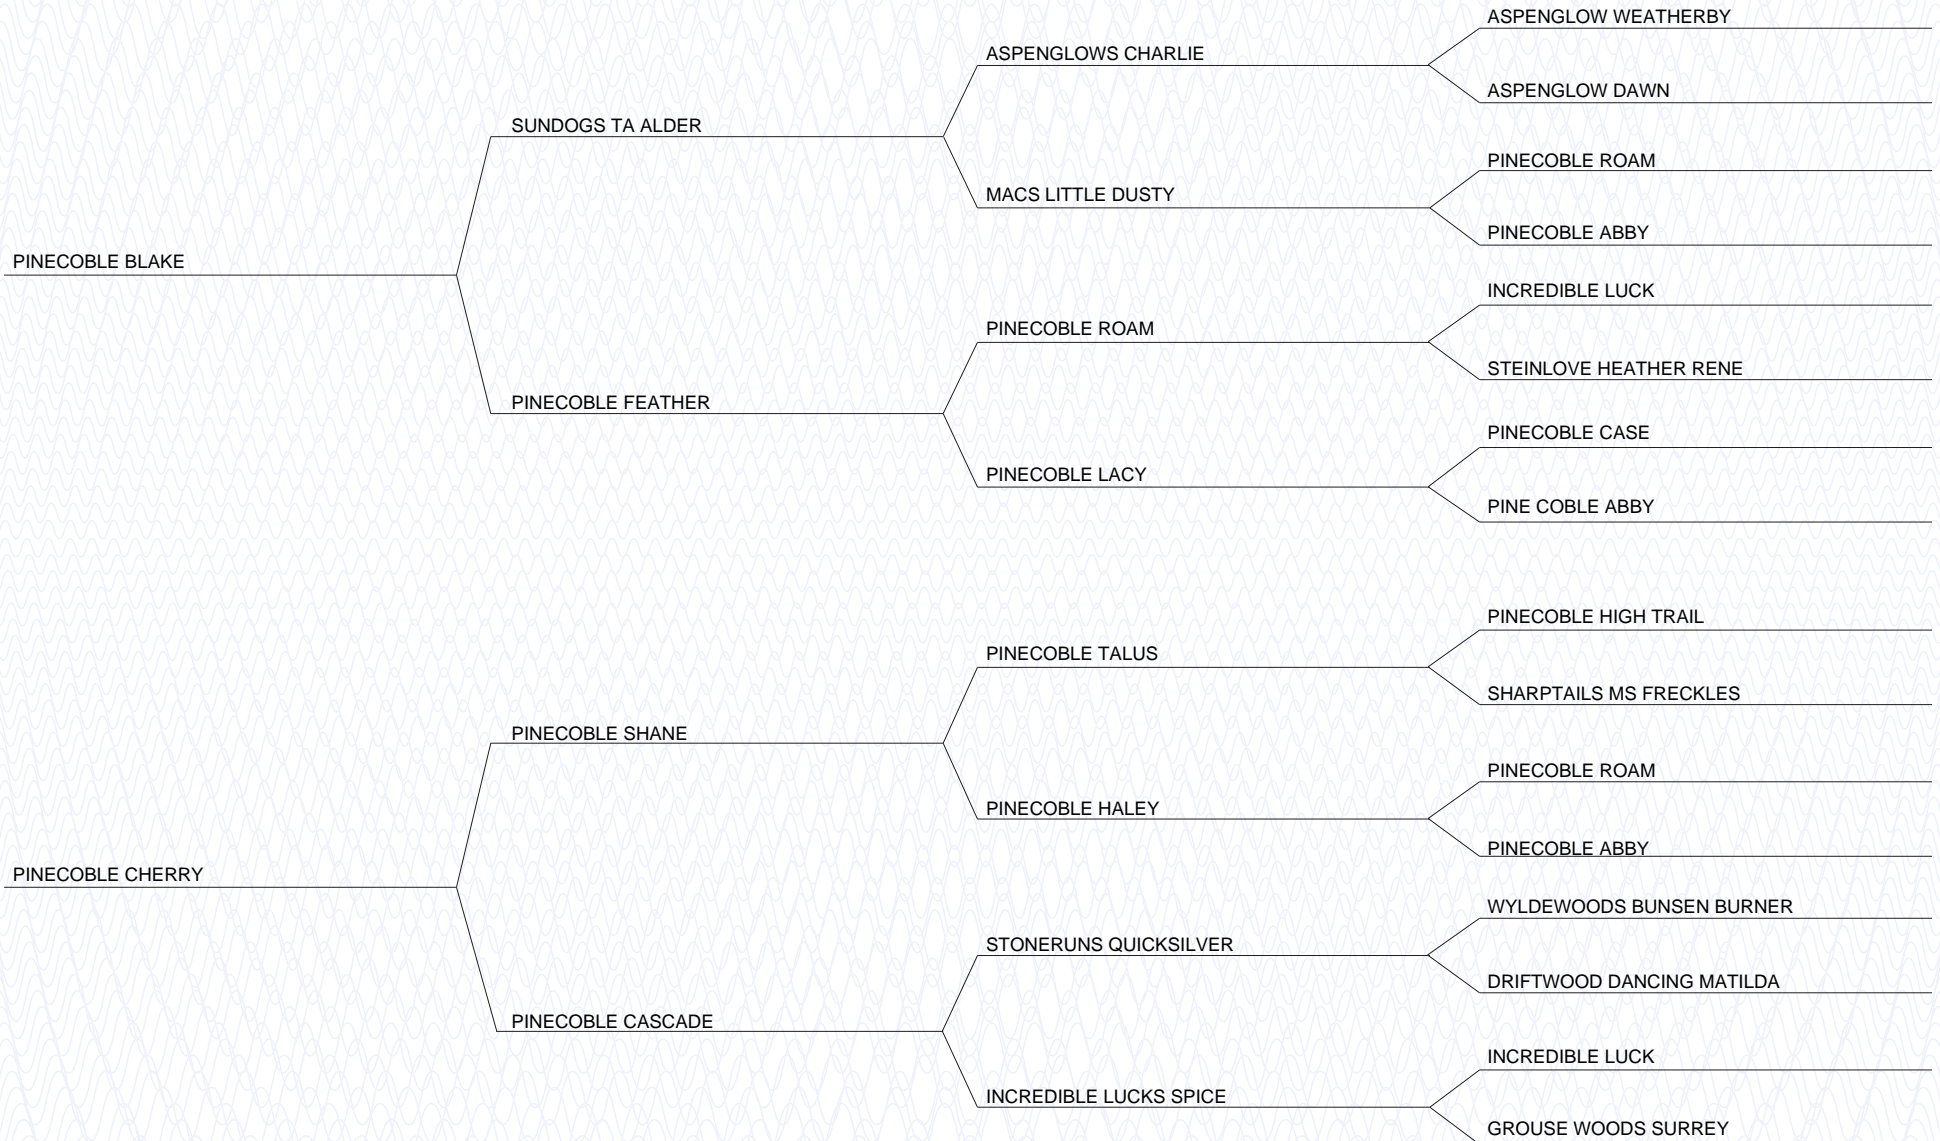 ASPENGLOW WEATHERBY
ASPENGLOWS CHARLIE
ASPENGLOW DAWN
SUNDOGS TA ALDER
PINECOBLE ROAM
MACS LITTLE DUSTY
PINECOBLE ABBY
PINECOBLE BLAKE
INCREDIBLE LUCK
PINECOBLE ROAM
STEINLOVE HEATHER RENE
PINECOBLE FEATHER
PINECOBLE CASE
PINECOBLE LACY
PINE COBLE ABBY
PINECOBLE HIGH TRAIL
PINECOBLE TALUS
SHARPTAILS MS FRECKLES
PINECOBLE SHANE
PINECOBLE ROAM
PINECOBLE HALEY
PINECOBLE ABBY
PINECOBLE CHERRY
WYLDEWOODS BUNSEN BURNER
STONERUNS QUICKSILVER
DRIFTWOOD DANCING MATILDA
PINECOBLE CASCADE
INCREDIBLE LUCK
INCREDIBLE LUCKS SPICE
GROUSE WOODS SURREY